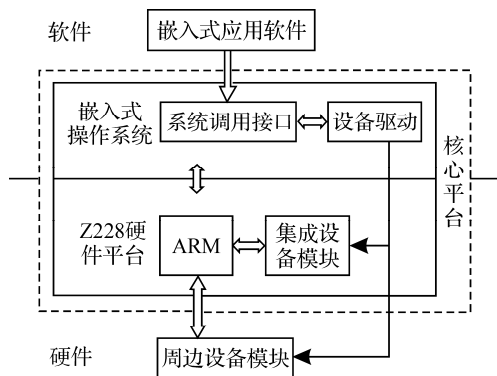 软件
嵌入式应用软件
嵌入式
操作系统
系统调用接口
设备驱动
核
心
平
台
Z228硬
件平台
ARM
集成设
备模块
硬件
周边设备模块